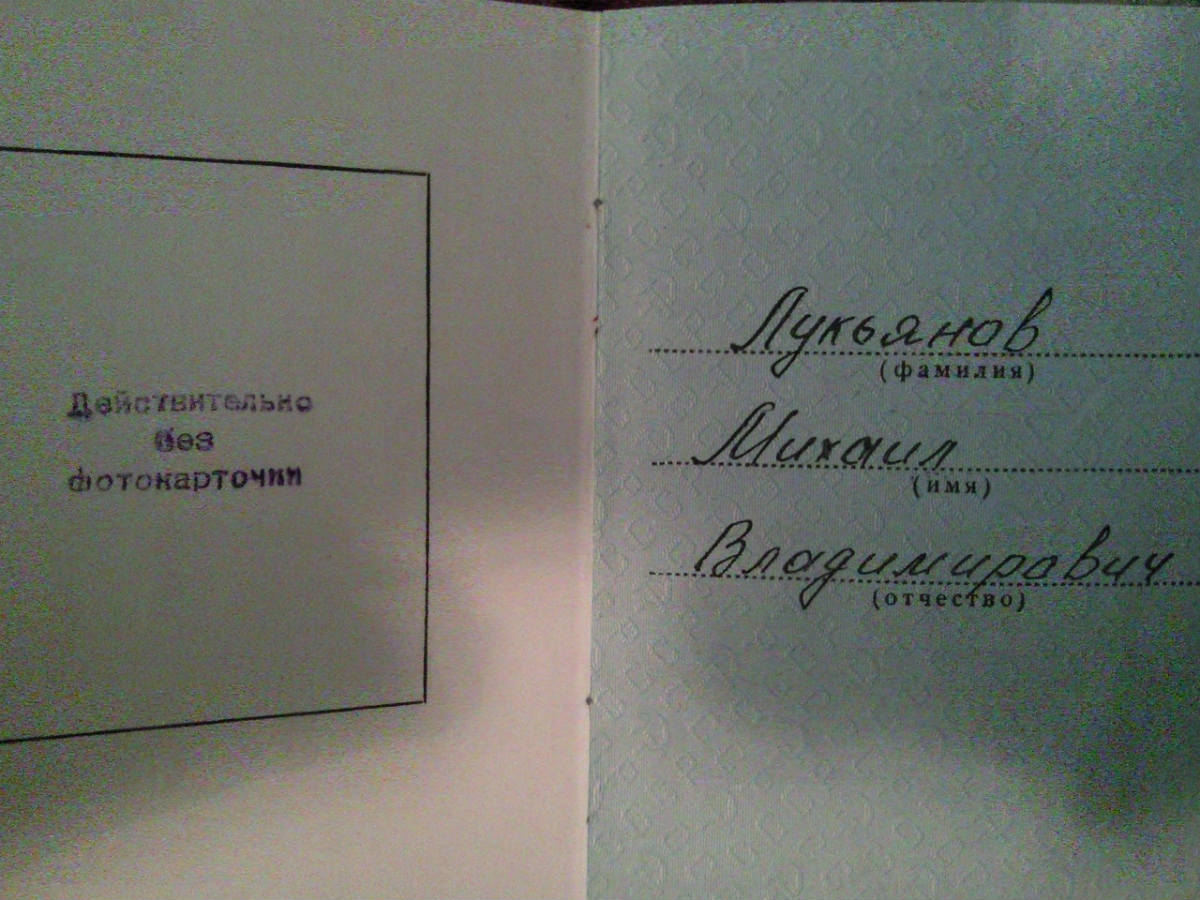 Действительно
без
фотокарточки
Лукьянов
(фамилия)
Михаил
(имя)
Владимирович
(отчество)